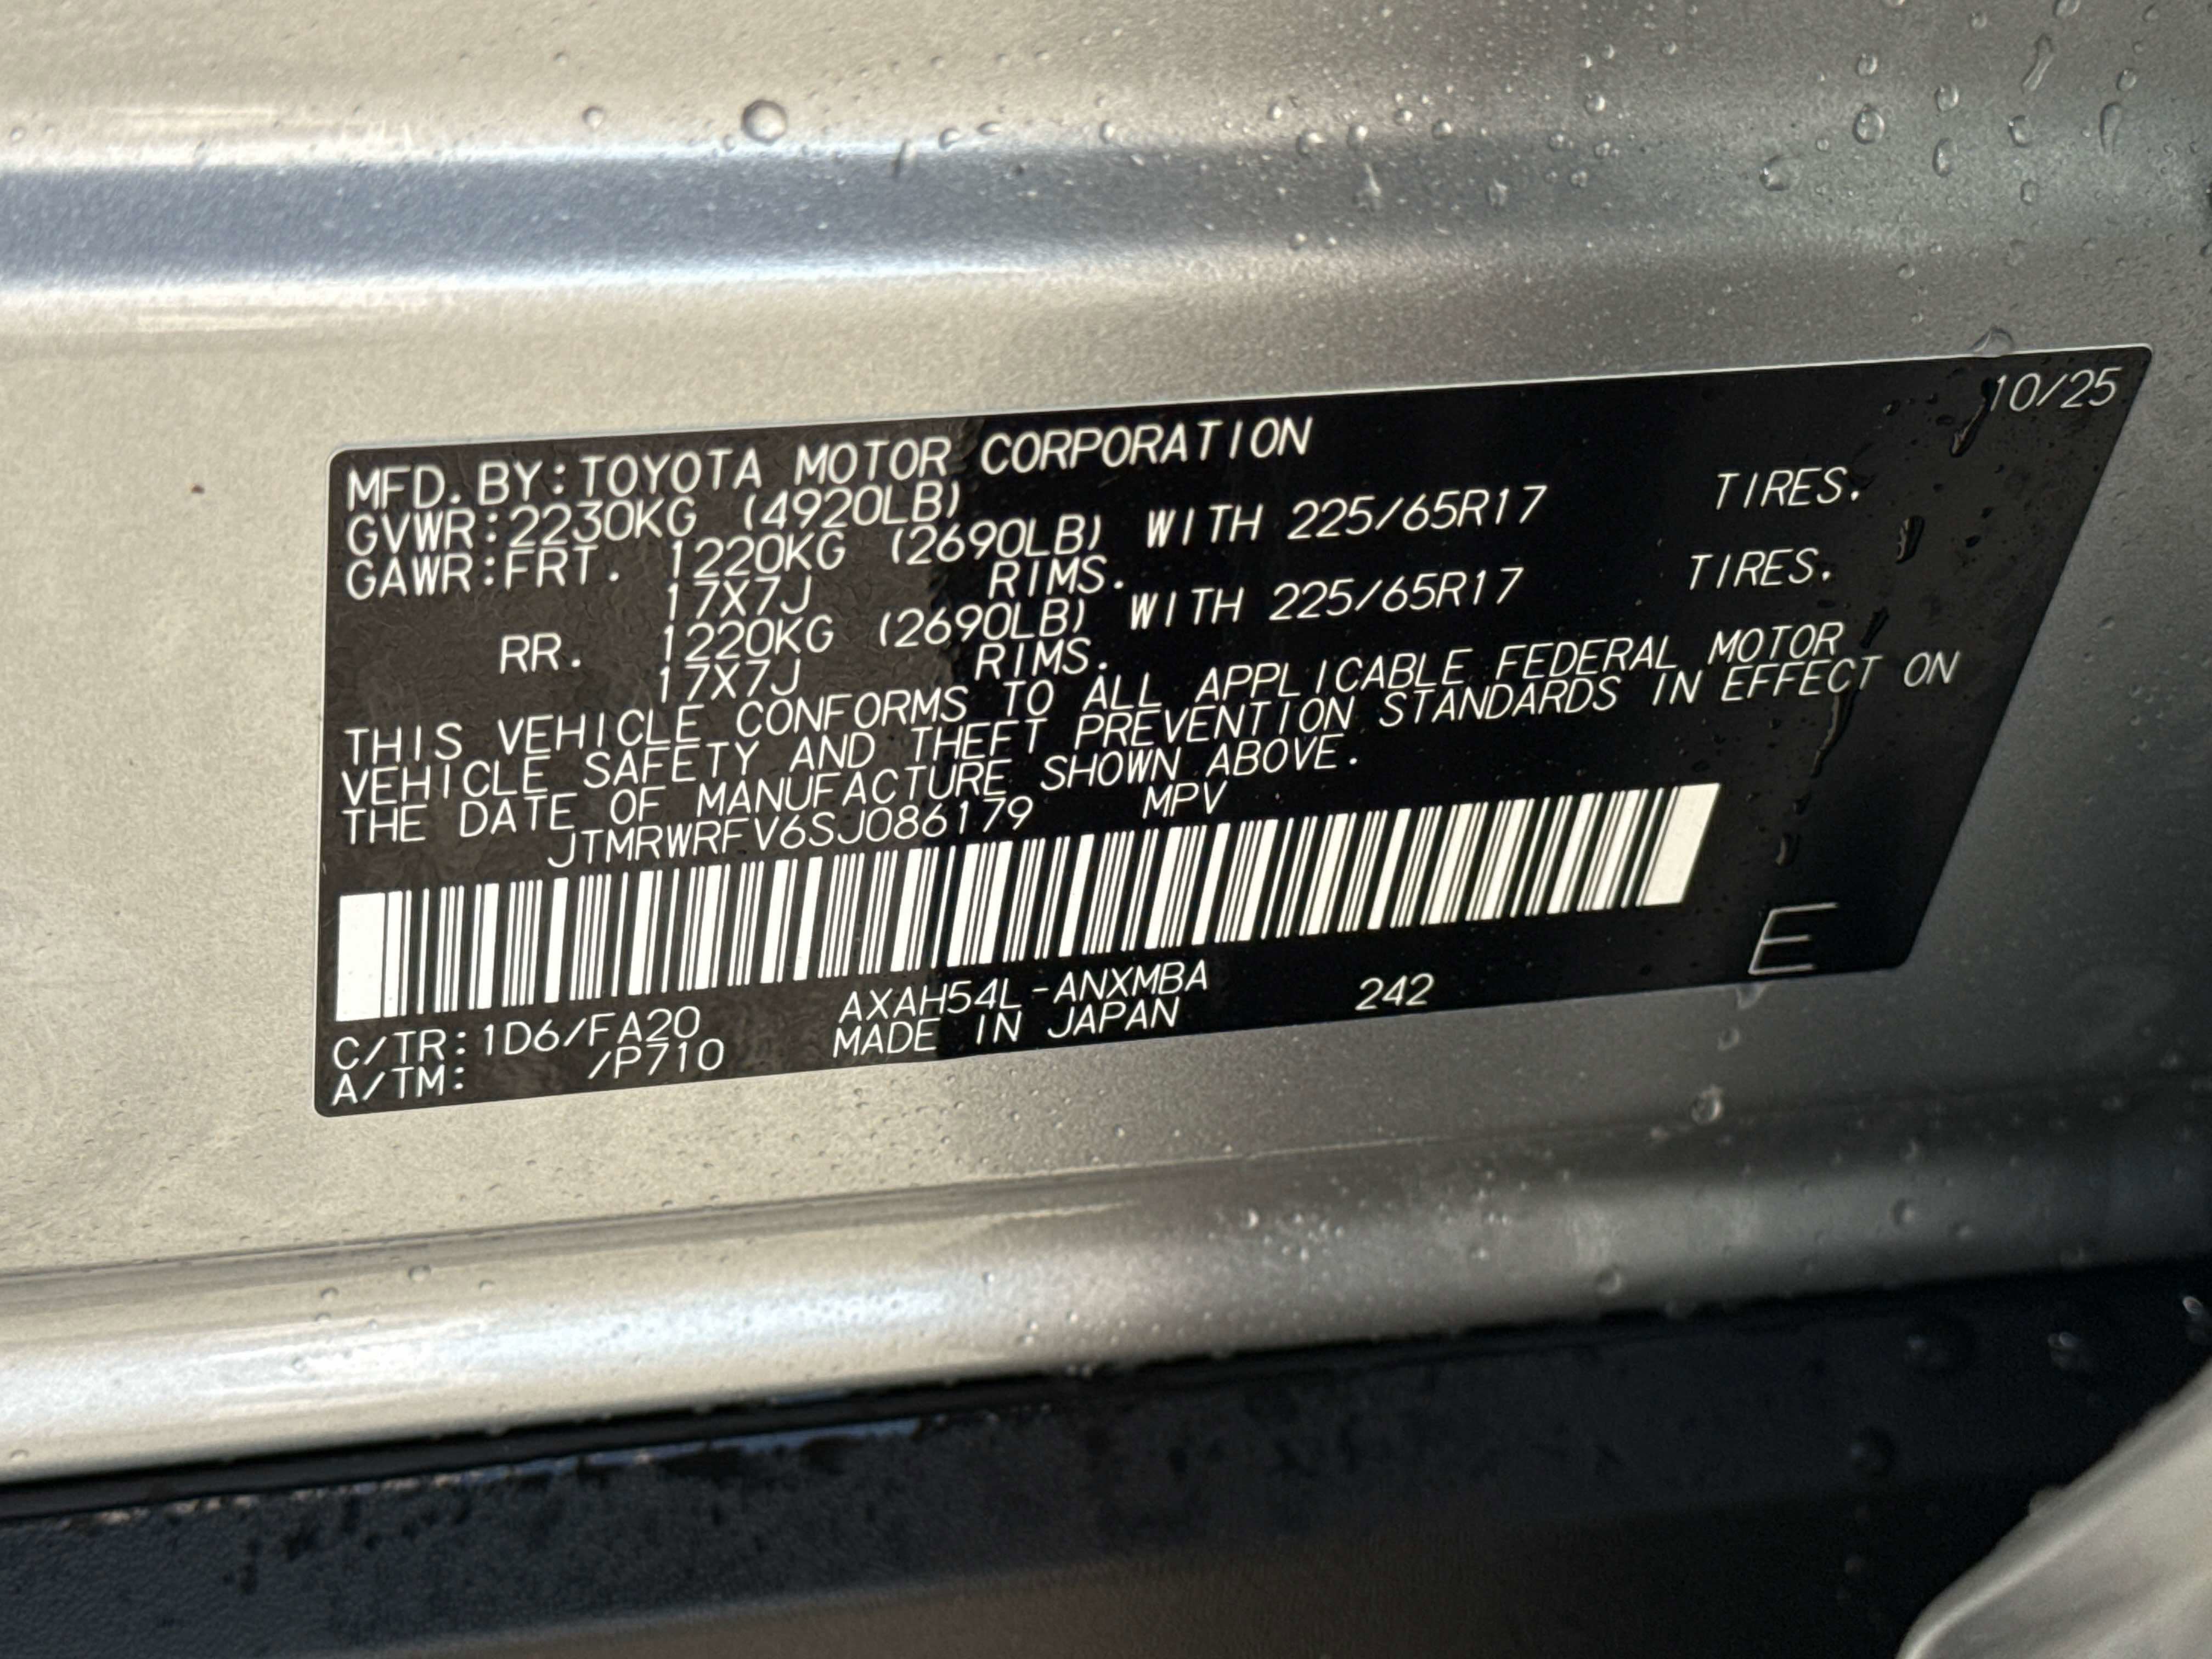 10/25
MFD. BY: TOYOTA MOTOR CORPORATION
GVWR: 2230KG (4920LB)
GAWR: FRT. 1220KG (2690LB) WITH 225/65R17 TIRES.
17X7J RIMS.
RR. 1220KG (2690LB) WITH 225/65R17 TIRES.
17X7J RIMS.
THIS VEHICLE CONFORMS TO ALL APPLICABLE FEDERAL MOTOR
VEHICLE SAFETY AND THEFT PREVENTION STANDARDS IN EFFECT ON
THE DATE OF MANUFACTURE SHOWN ABOVE.
JTMRWRFV6SJ086179 MPV
E
C/TR: 1D6/FA20 AXAH54L-ANXMBA 242
A/TM: /P710 MADE IN JAPAN